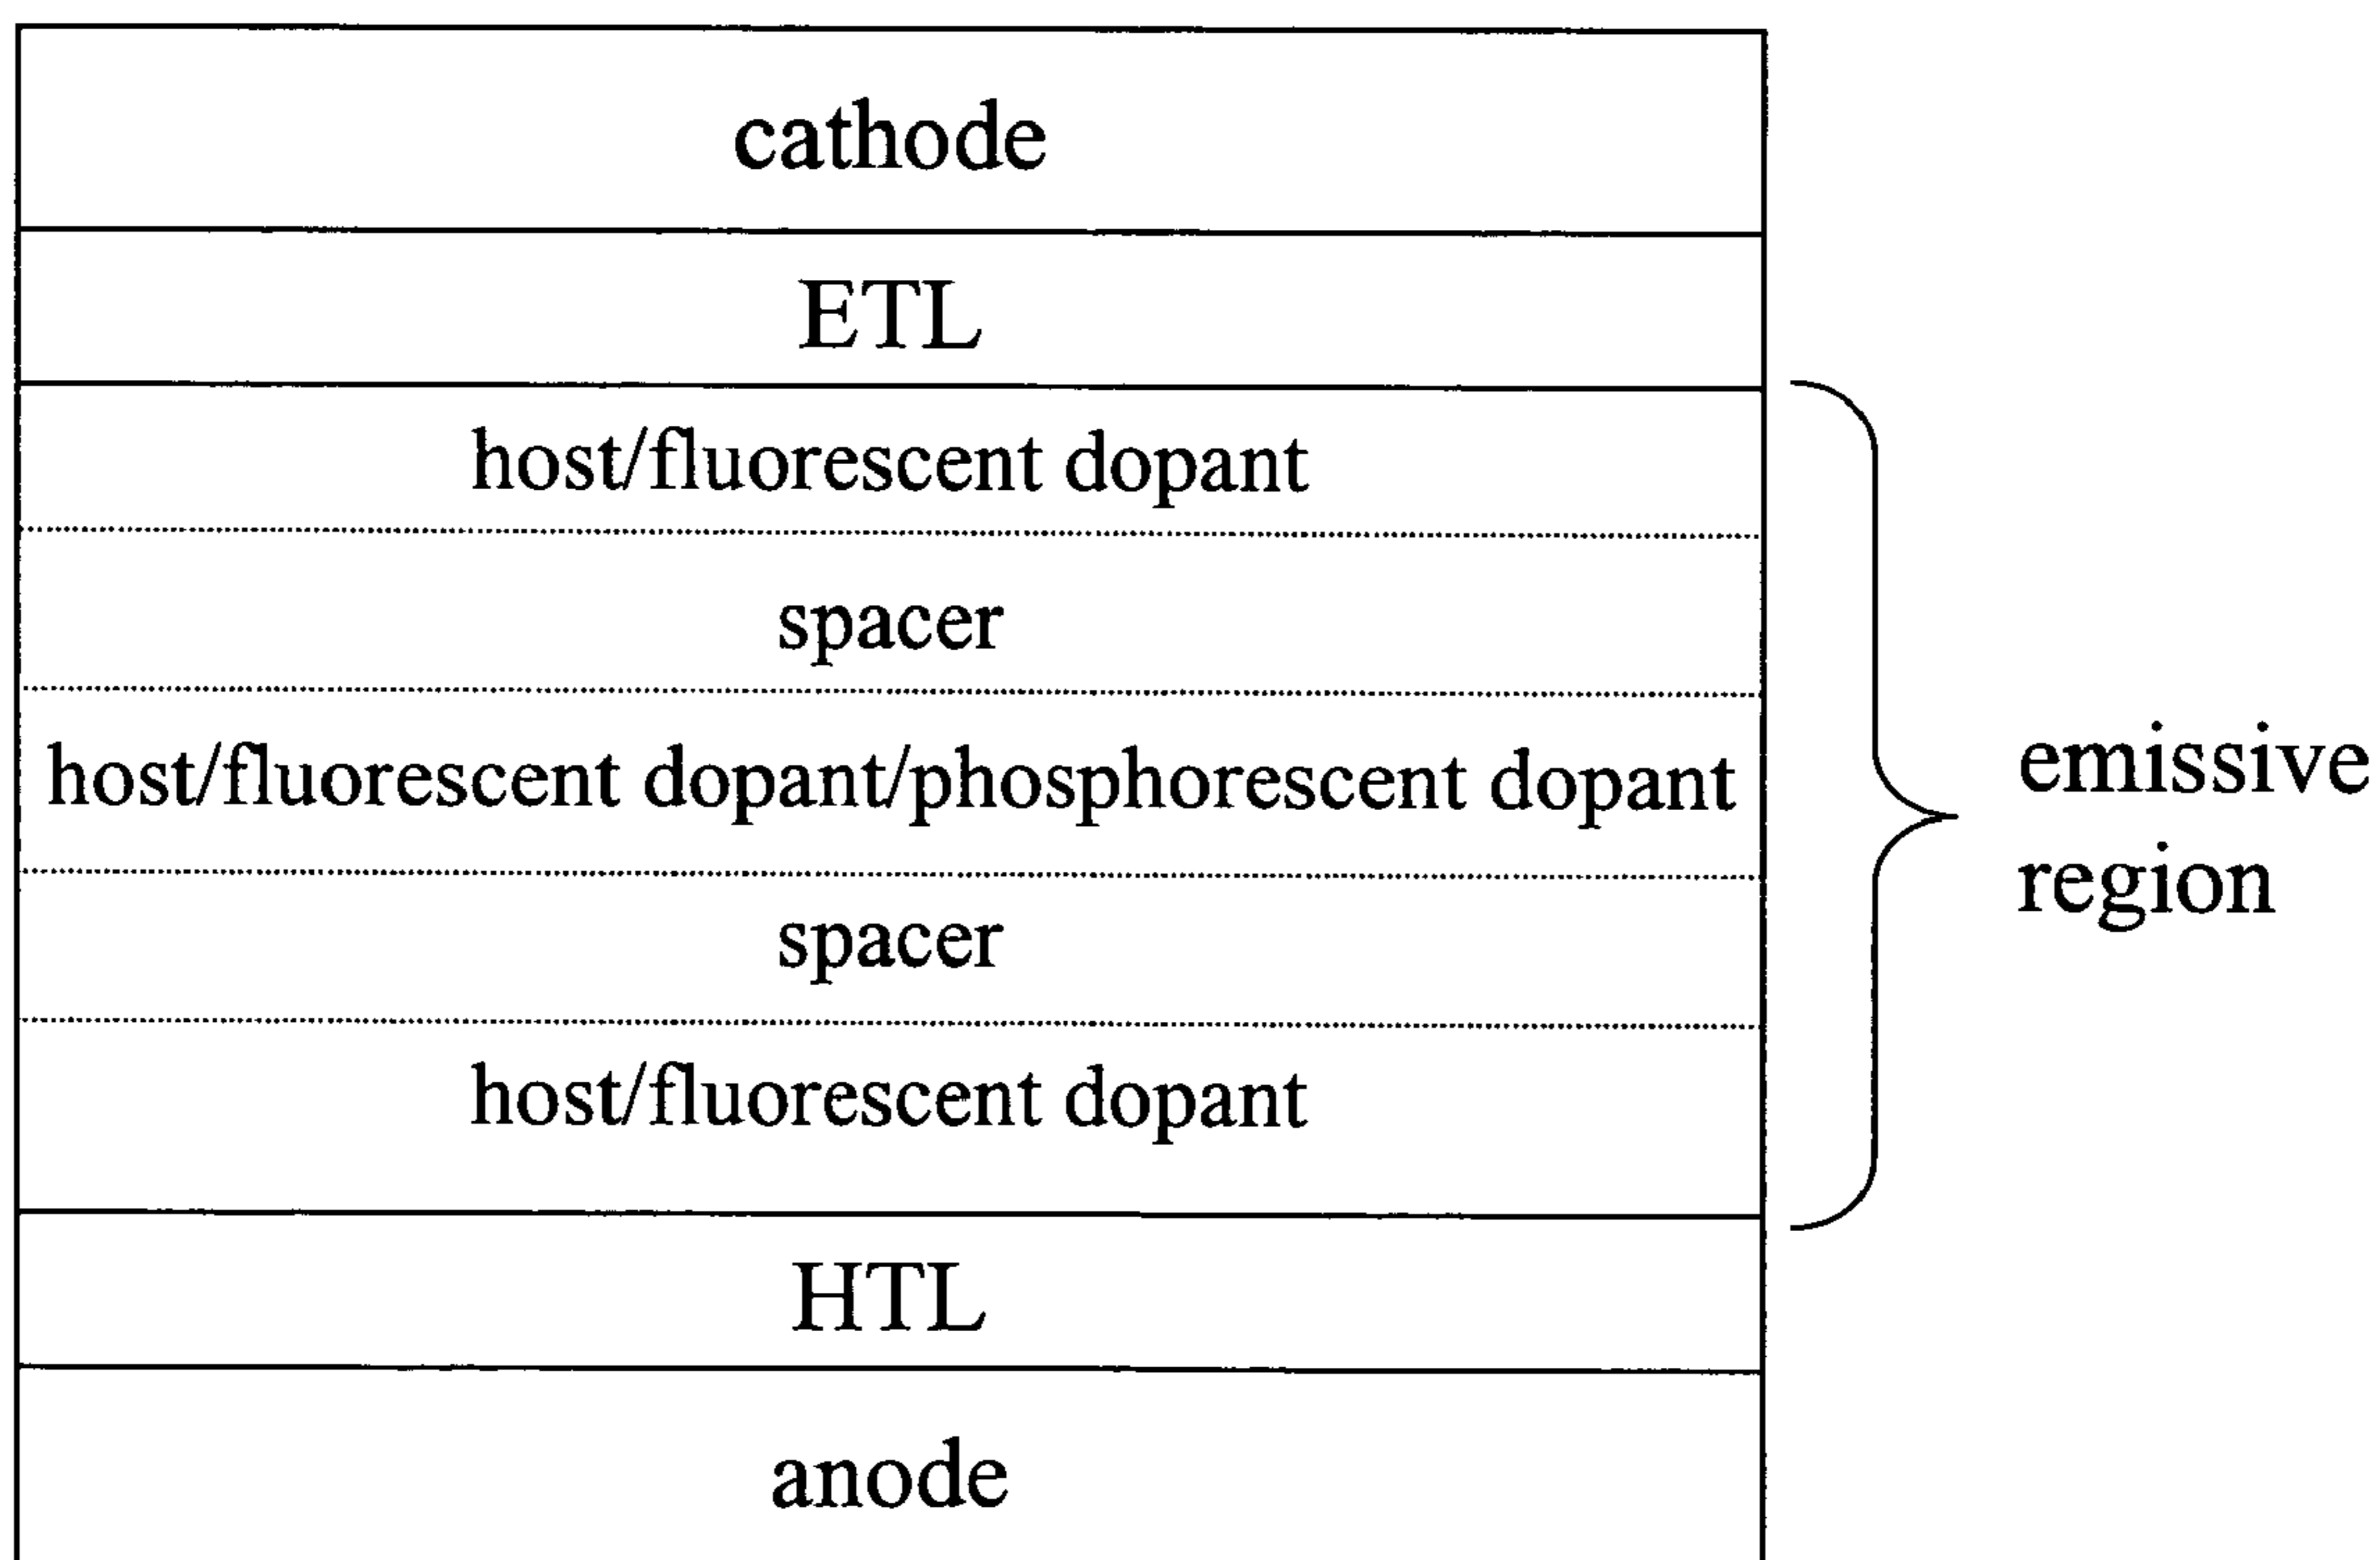 cathode
ETL
host/fluorescent dopant
spacer
host/fluorescent dopant/phosphorescent dopant
spacer
host/fluorescent dopant
HTL
anode
emissive
region